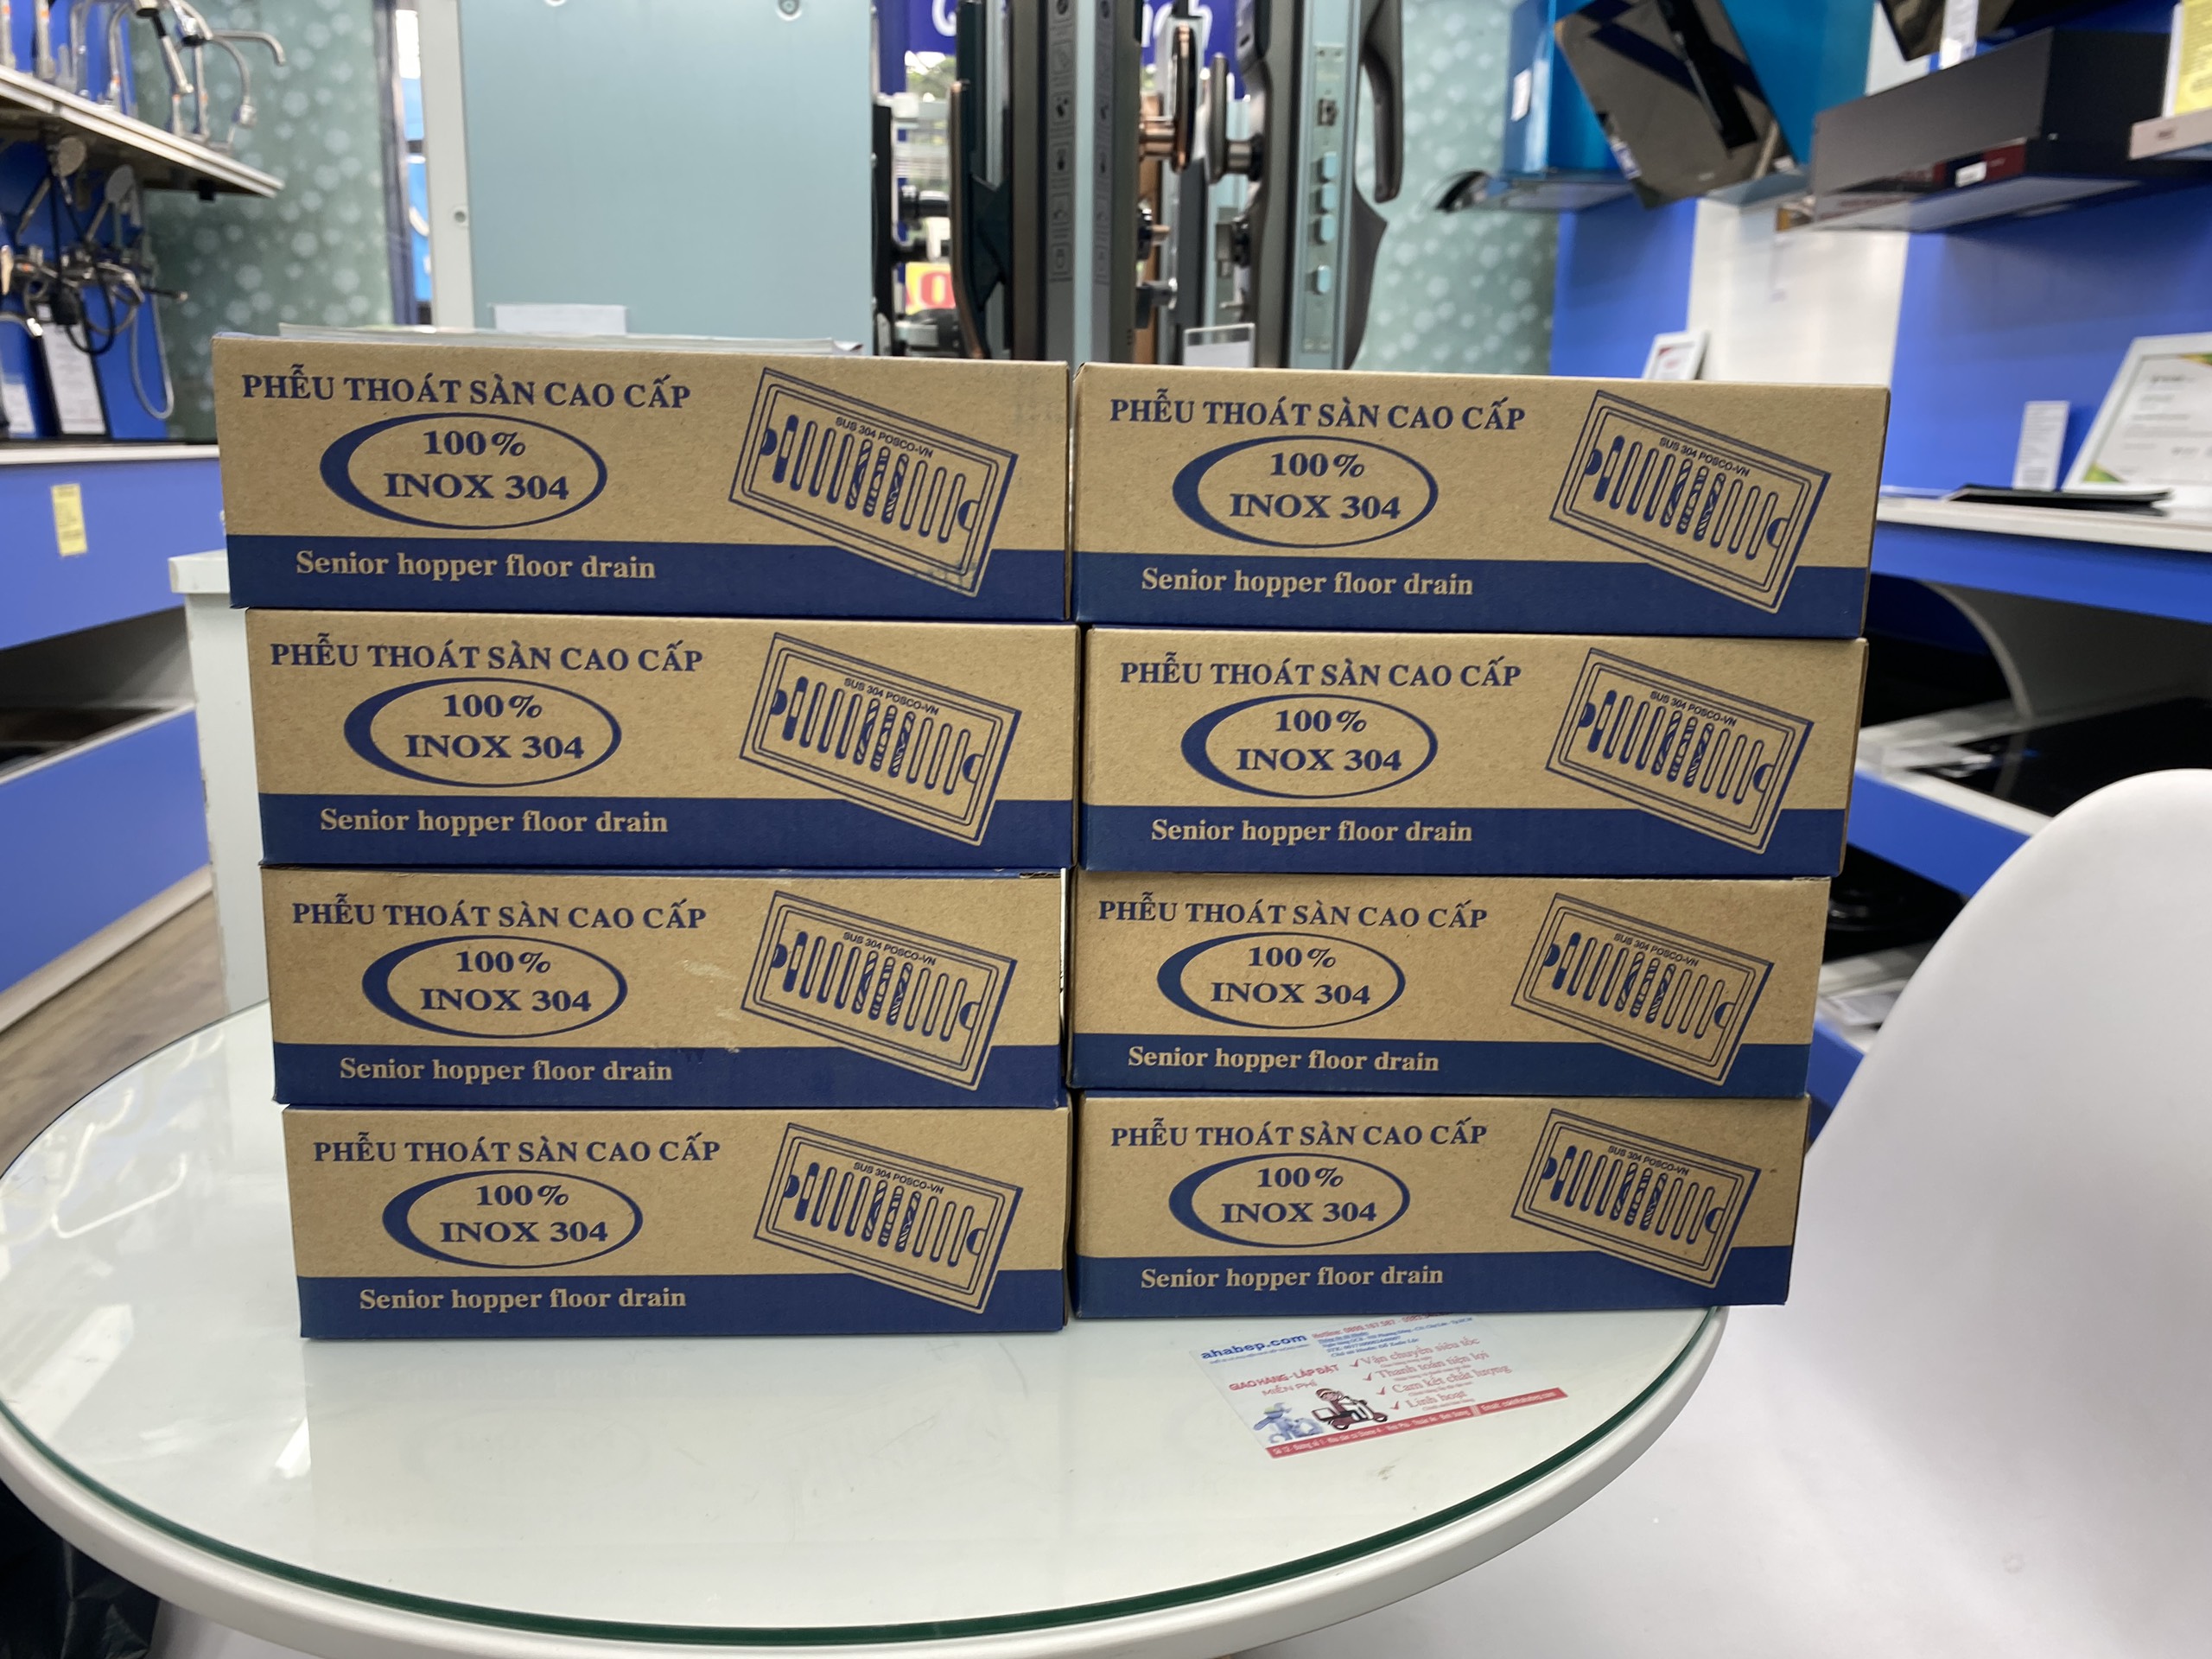 PHỄU THOÁT SÀN CAO CẤP
100%
INOX 304
SUS 304 POSCO-VN
Senior hopper floor drain
PHỄU THOÁT SÀN CAO CẤP
100%
INOX 304
SUS 304 POSCO-VN
Senior hopper floor drain
PHỄU THOÁT SÀN CAO CẤP
100%
INOX 304
SUS 304 POSCO-VN
Senior hopper floor drain
PHỄU THOÁT SÀN CAO CẤP
100%
INOX 304
SUS 304 POSCO-VN
Senior hopper floor drain
PHỄU THOÁT SÀN CAO CẤP
100%
INOX 304
SUS 304 POSCO-VN
Senior hopper floor drain
PHỄU THOÁT SÀN CAO CẤP
100%
INOX 304
SUS 304 POSCO-VN
Senior hopper floor drain
PHỄU THOÁT SÀN CAO CẤP
100%
INOX 304
SUS 304 POSCO-VN
Senior hopper floor drain
PHỄU THOÁT SÀN CAO CẤP
100%
INOX 304
SUS 304 POSCO-VN
Senior hopper floor drain
ahabep.com
GIAO HÀNG - LẮP ĐẶT
MIỄN PHÍ
Vận chuyển siêu tốc
Thanh toán tiện lợi
Cam kết chất lượng
Linh hoạt